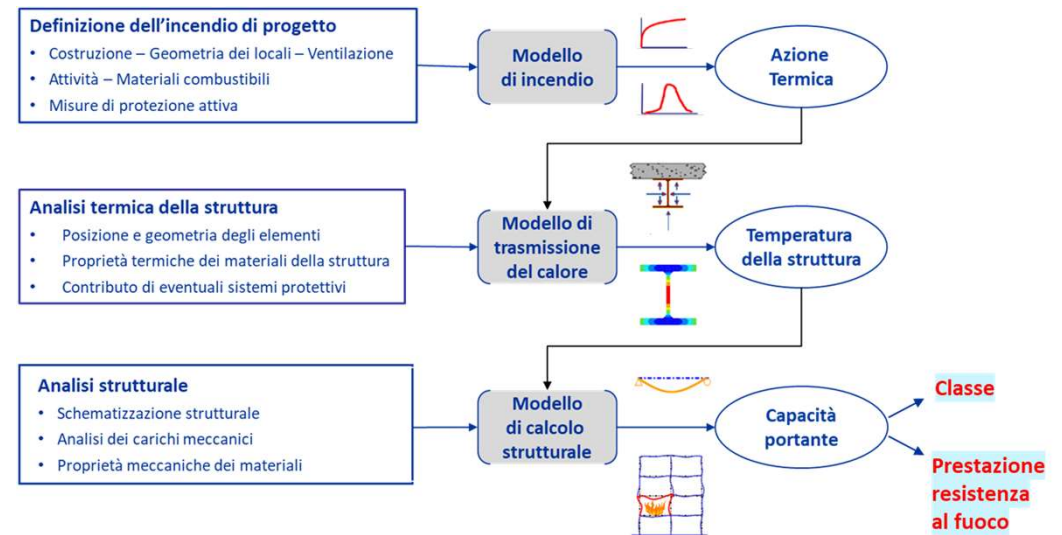 Definizione dell'incendio di progetto
• Costruzione – Geometria dei locali – Ventilazione
• Attività – Materiali combustibili
• Misure di protezione attiva
Modello
di incendio
Azione
Termica
Analisi termica della struttura
• Posizione e geometria degli elementi
• Proprietà termiche dei materiali della struttura
• Contributo di eventuali sistemi protettivi
Modello di
trasmissione
del calore
Temperatura
della struttura
Analisi strutturale
• Schematizzazione strutturale
• Analisi dei carichi meccanici
• Proprietà meccaniche dei materiali
Modello
di calcolo
strutturale
Capacità
portante
Classe
Prestazione
resistenza
al fuoco